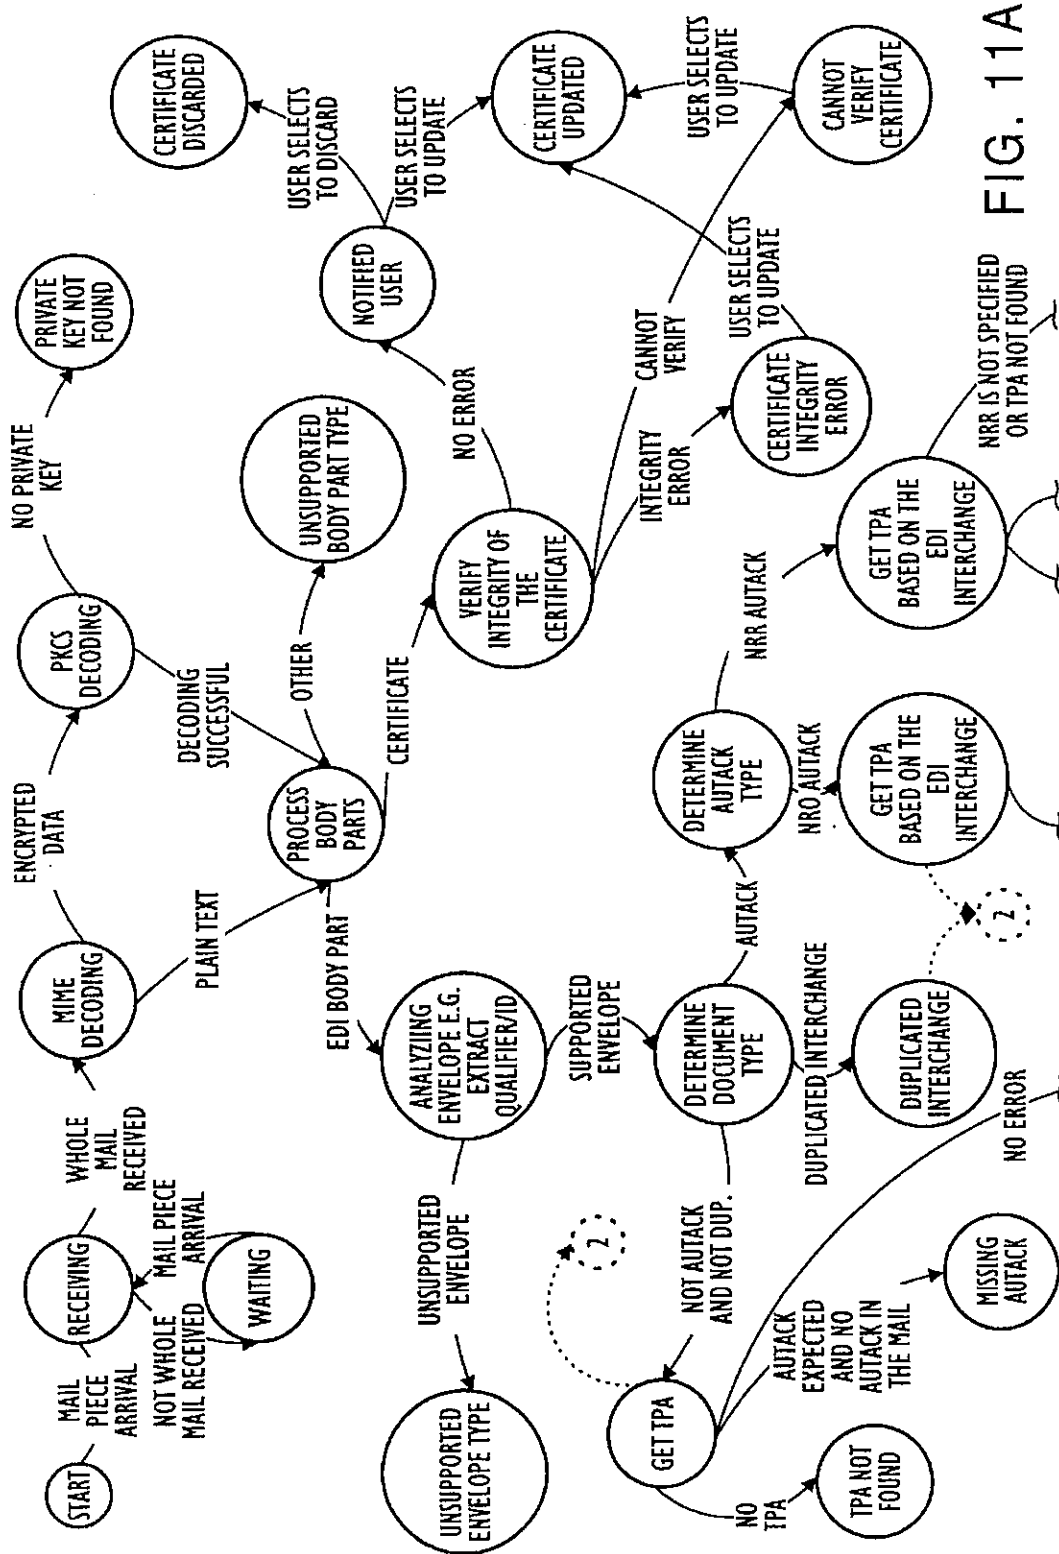 START
MAIL
PIECE
ARRIVAL
RECEIVING
NOT WHOLE
MAIL RECEIVED
MAIL PIECE
ARRIVAL
WAITING
WHOLE
MAIL
RECEIVED
MIME
DECODING
ENCRYPTED
DATA
PKCS
DECODING
NO PRIVATE
KEY
PRIVATE
KEY NOT
FOUND
PLAIN TEXT
DECODING
SUCCESSFUL
PROCESS
BODY
PARTS
OTHER
UNSUPPORTED
BODY PART TYPE
CERTIFICATE
VERIFY
INTEGRITY OF
THE
CERTIFICATE
NO ERROR
NOTIFIED
USER
USER SELECTS
TO DISCARD
CERTIFICATE
DISCARDED
USER SELECTS
TO UPDATE
CERTIFICATE
UPDATED
CANNOT
VERIFY
USER SELECTS
TO UPDATE
CANNOT
VERIFY
CERTIFICATE
INTEGRITY
ERROR
CERTIFICATE
INTEGRITY
ERROR
USER SELECTS
TO UPDATE
EDI BODY PART
ANALYZIING
ENVELOPE E.G.
EXTRACT
QUALIFIER/ID
UNSUPPORTED
ENVELOPE
UNSUPPORTED
ENVELOPE TYPE
SUPPORTED
ENVELOPE
DETERMINE
DOCUMENT
TYPE
AUTACK
DETERMINE
AUTACK
TYPE
NRR AUTACK
GET TPA
BASED ON THE
EDI
INTERCHANGE
NRR IS NOT SPECIFIED
OR TPA NOT FOUND
NRO AUTACK
GET TPA
BASED ON THE
EDI
INTERCHANGE
DUPLICATED INTERCHANGE
DUPLICATED
INTERCHANGE
2
NOT AUTACK
AND NOT DUP.
2
GET TPA
NO
TPA
TPA NOT
FOUND
AUTACK
EXPECTED
AND NO
AUTACK IN
THE MAIL
MISSING
AUTACK
NO ERROR
FIG. 11A